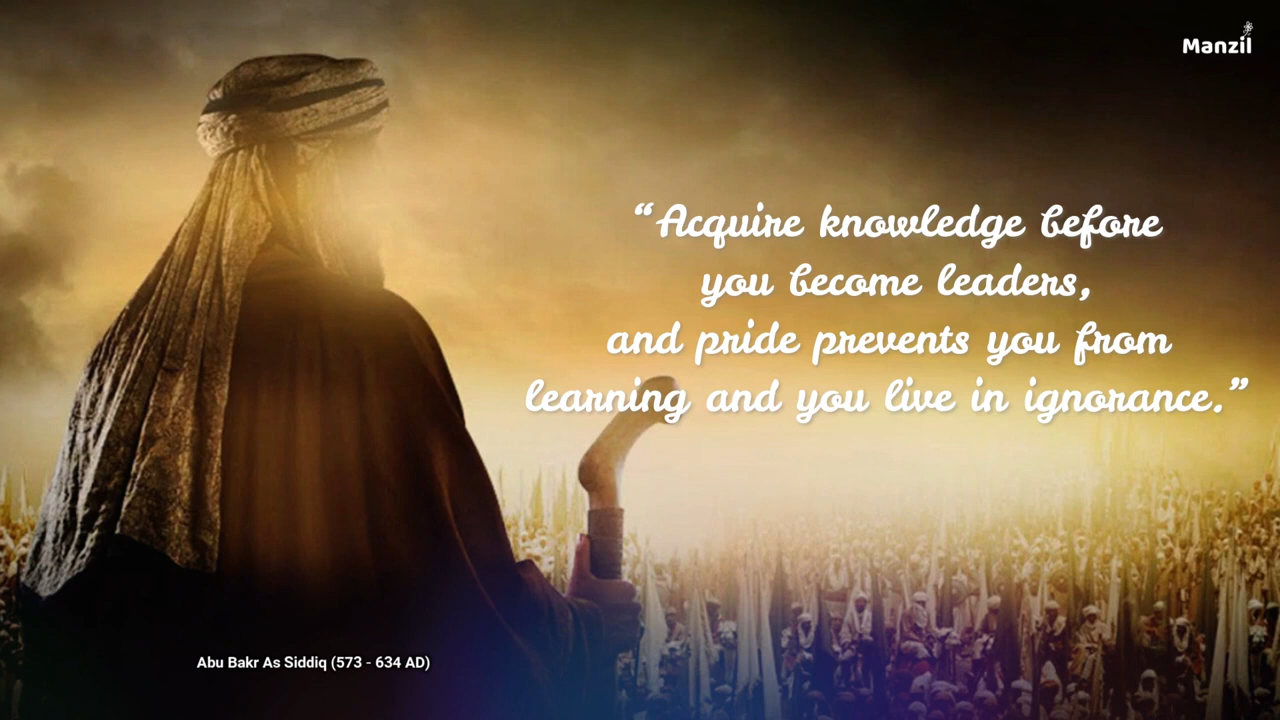 Manzil
“Acquire knowledge before
you become leaders,
and pride prevents you from
learning and you live in ignorance.”
Abu Bakr As Siddiq (573 - 634 AD)